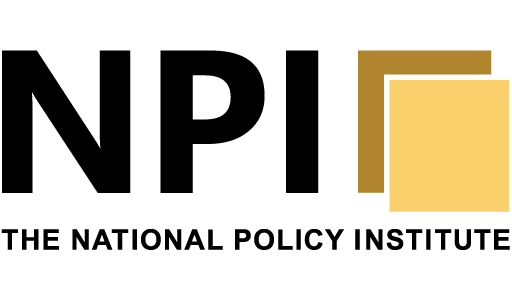 NPI
THE NATIONAL POLICY INSTITUTE